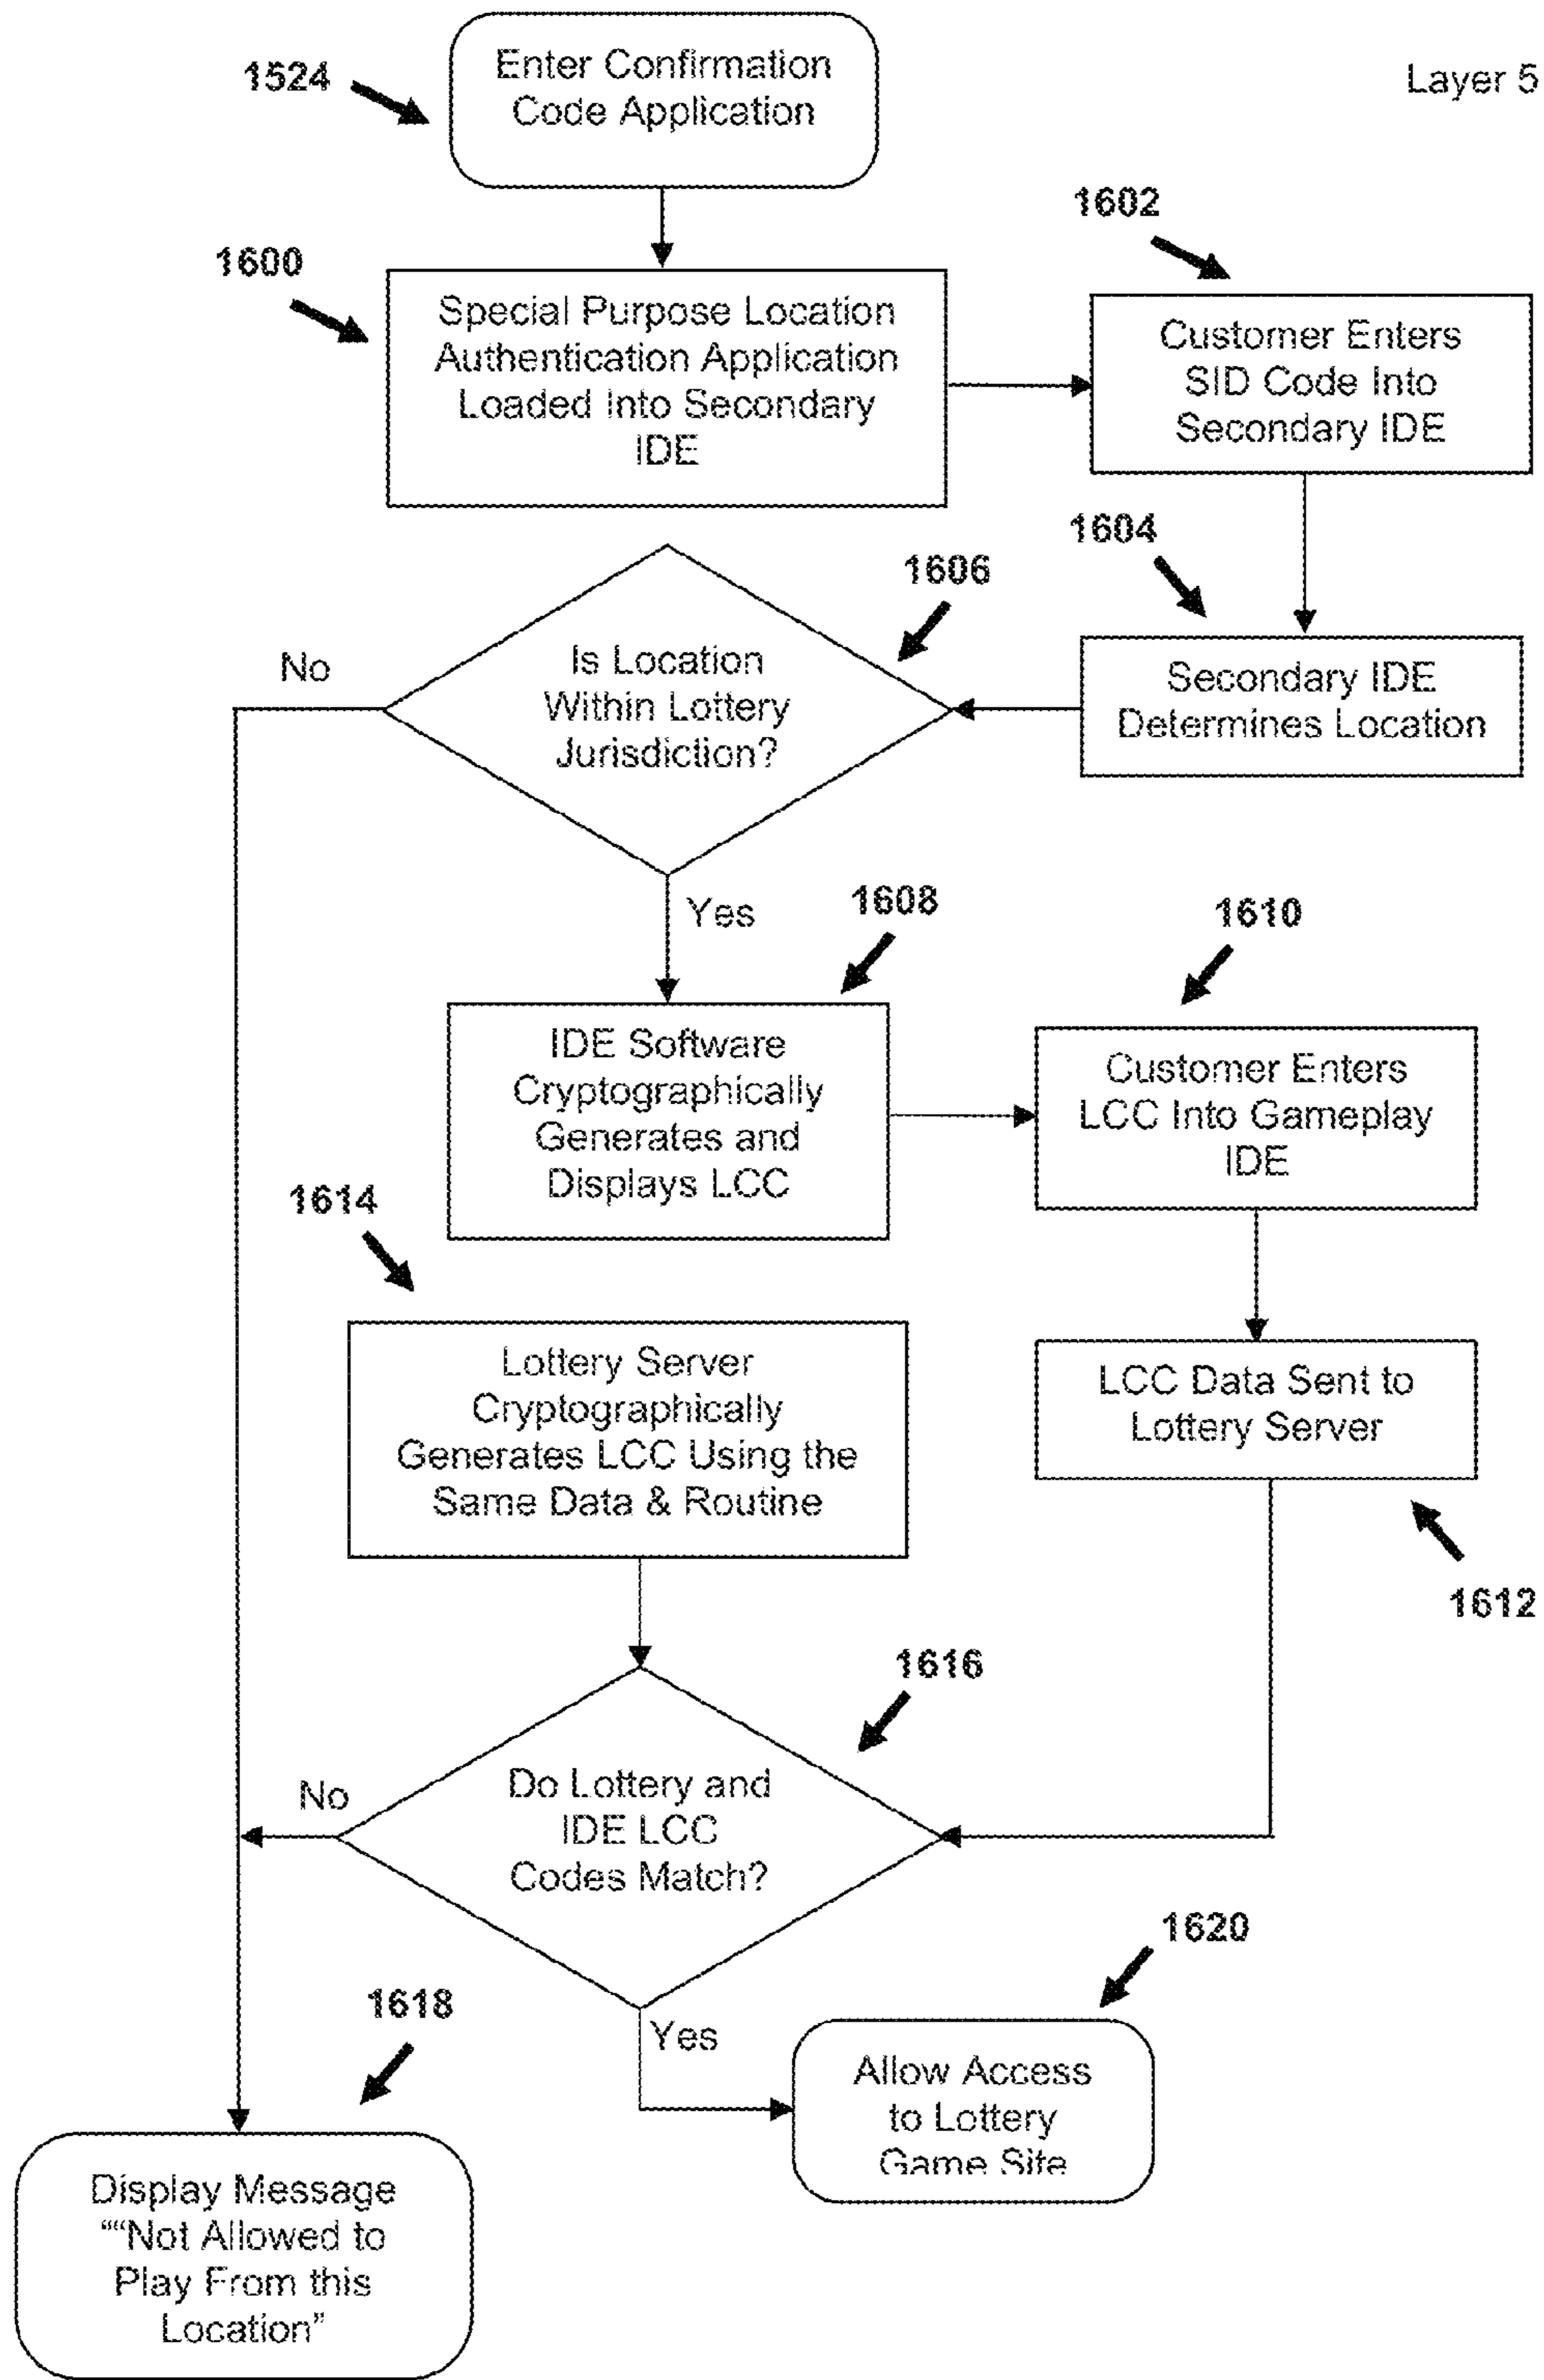 1524
Enter Confirmation
Code Application
Layer 5
1600
Special Purpose Location
Authentication Application
Loaded Into Secondary
IDE
1602
Customer Enters
SID Code Into
Secondary IDE
1604
Secondary IDE
Determines Location
1606
Is Location
Within Lottery
Jurisdiction?
No
Yes
1608
IDE Software
Cryptographically
Generates and
Displays LCC
1610
Customer Enters
LCC Into Gameplay
IDE
1614
Lottery Server
Cryptographically
Generates LCC Using the
Same Data & Routine
LCC Data Sent to
Lottery Server
1612
1616
Do Lottery and
IDE LCC
Codes Match?
No
Yes
1620
Allow Access
to Lottery
Game Site
1618
Display Message
““Not Allowed to
Play From this
Location”